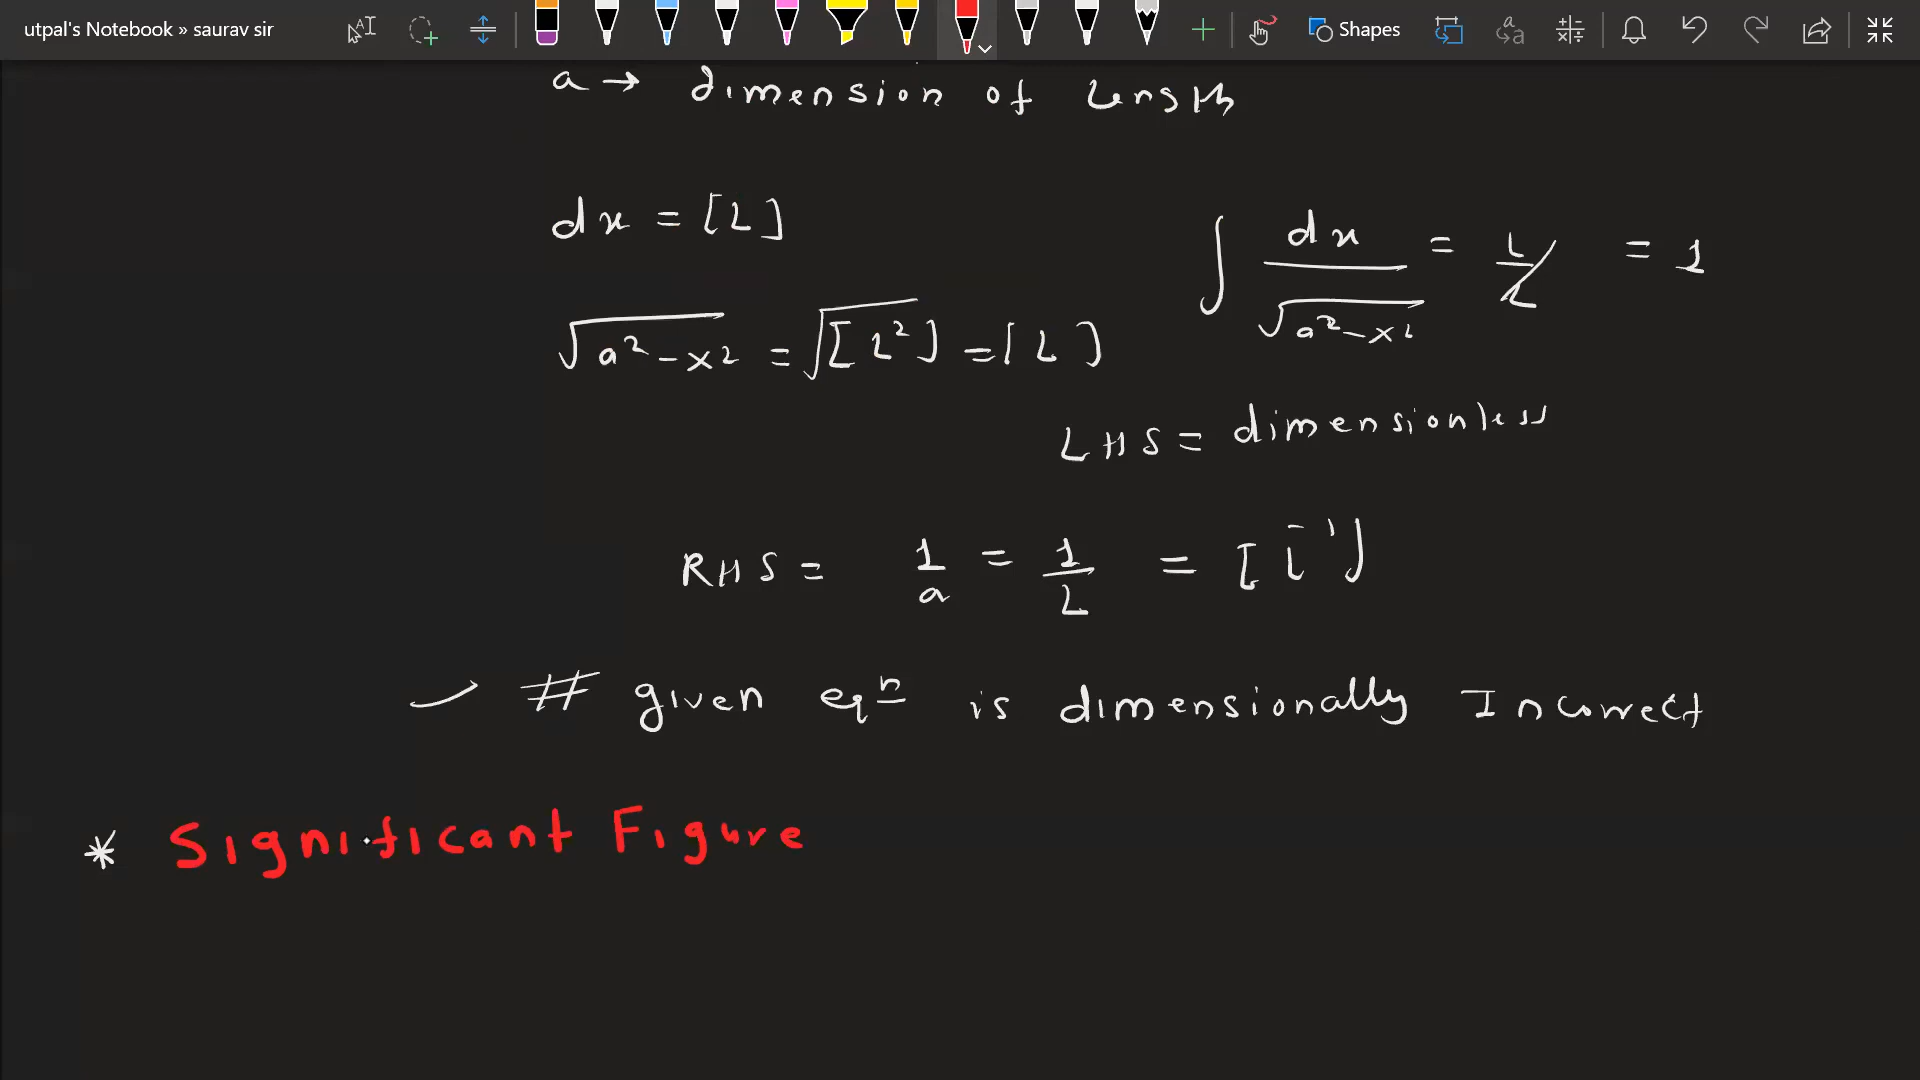 utpal's Notebook » saurav sir
Shapes
a → dimension of Length
dx = [L]
∫ dx / √(a² - x²) = L / L = 1
√(a² - x²) = √[L²] = [L]
LHS = dimensionless
RHS = 1/a = 1/L = [L⁻¹]
# given eqn is dimensionally Incorrect
* Significant Figure